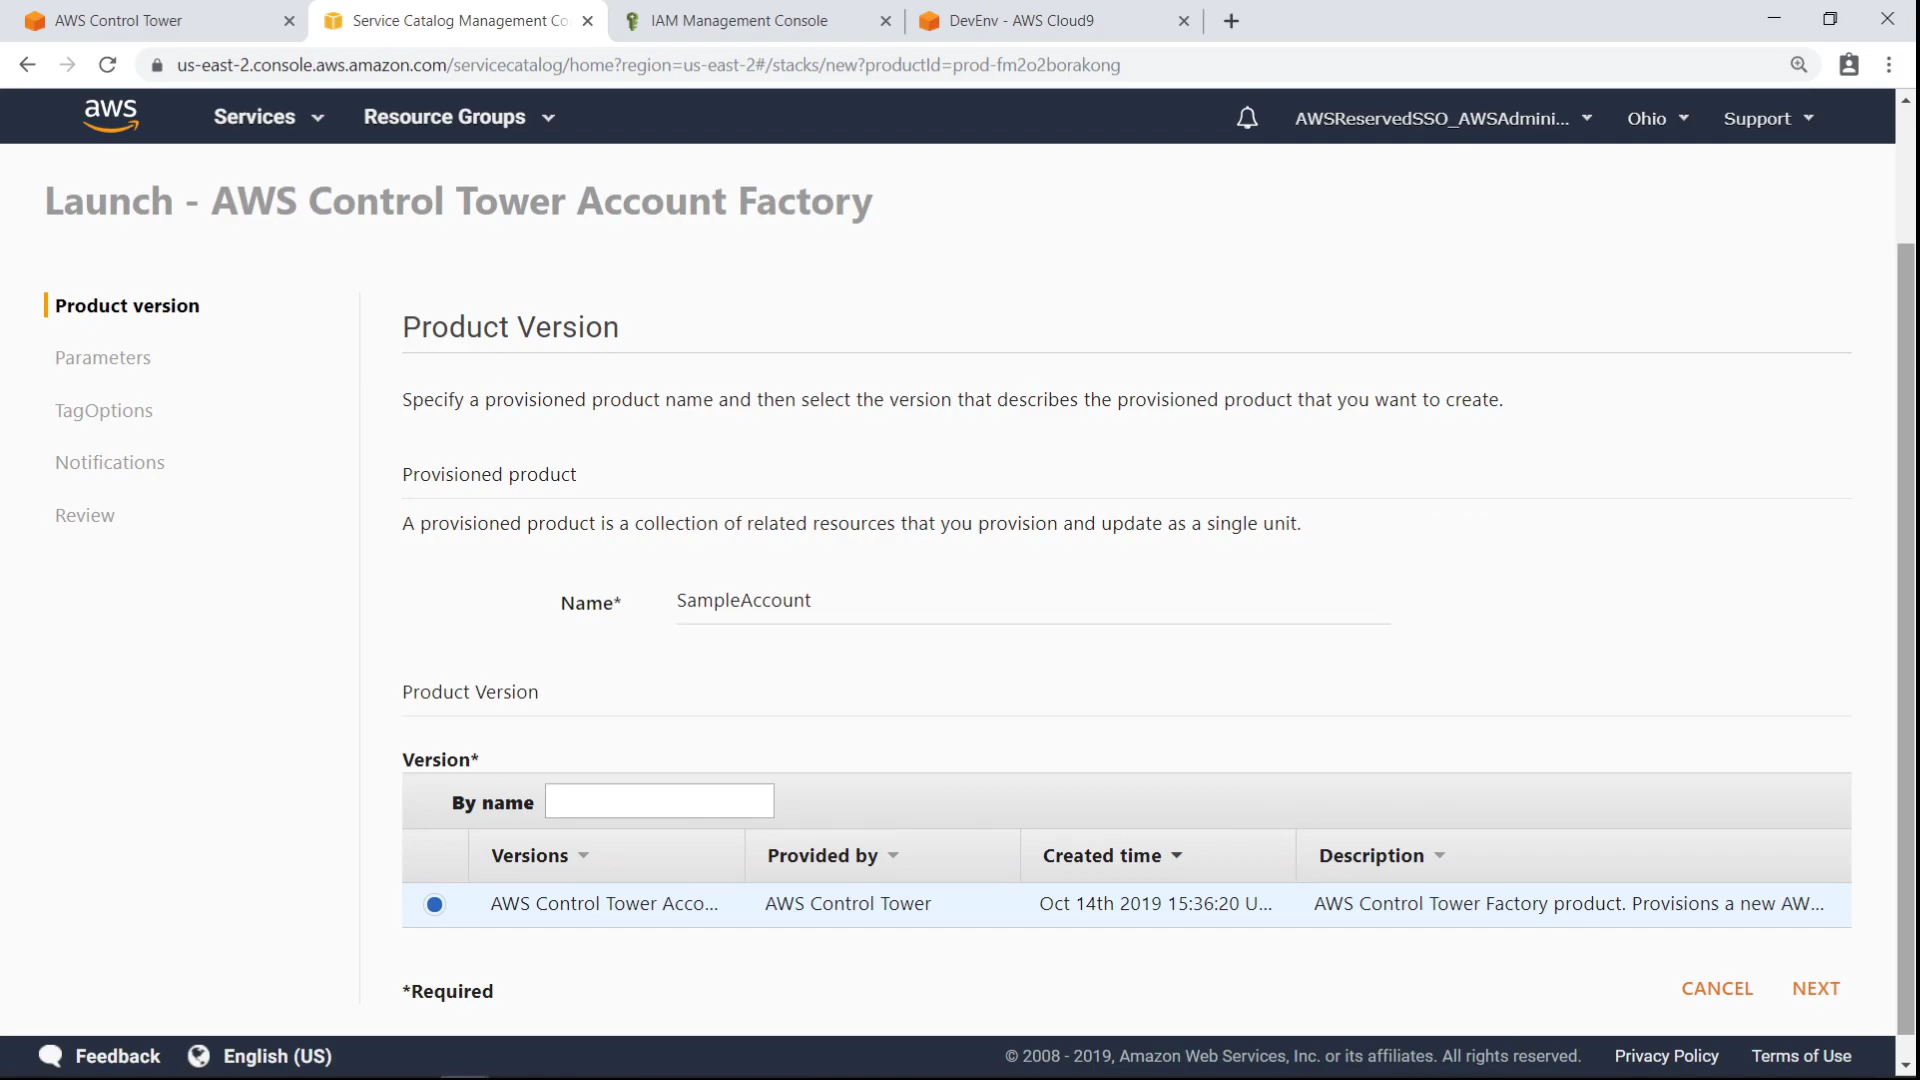 AWS Control Tower
Service Catalog Management Co
IAM Management Console
DevEnv - AWS Cloud9
us-east-2.console.aws.amazon.com/servicecatalog/home?region=us-east-2#/stacks/new?productId=prod-fm2o2borakong
aws
Services
Resource Groups
AWSReservedSSO_AWSAdmini...
Ohio
Support
Launch - AWS Control Tower Account Factory
Product version
Parameters
TagOptions
Notifications
Review
Product Version
Specify a provisioned product name and then select the version that describes the provisioned product that you want to create.
Provisioned product
A provisioned product is a collection of related resources that you provision and update as a single unit.
Name*
SampleAccount
Product Version
Version*
By name
Versions
Provided by
Created time
Description
AWS Control Tower Acco...
AWS Control Tower
Oct 14th 2019 15:36:20 U...
AWS Control Tower Factory product. Provisions a new AW...
*Required
CANCEL
NEXT
Feedback
English (US)
© 2008 - 2019, Amazon Web Services, Inc. or its affiliates. All rights reserved.
Privacy Policy
Terms of Use